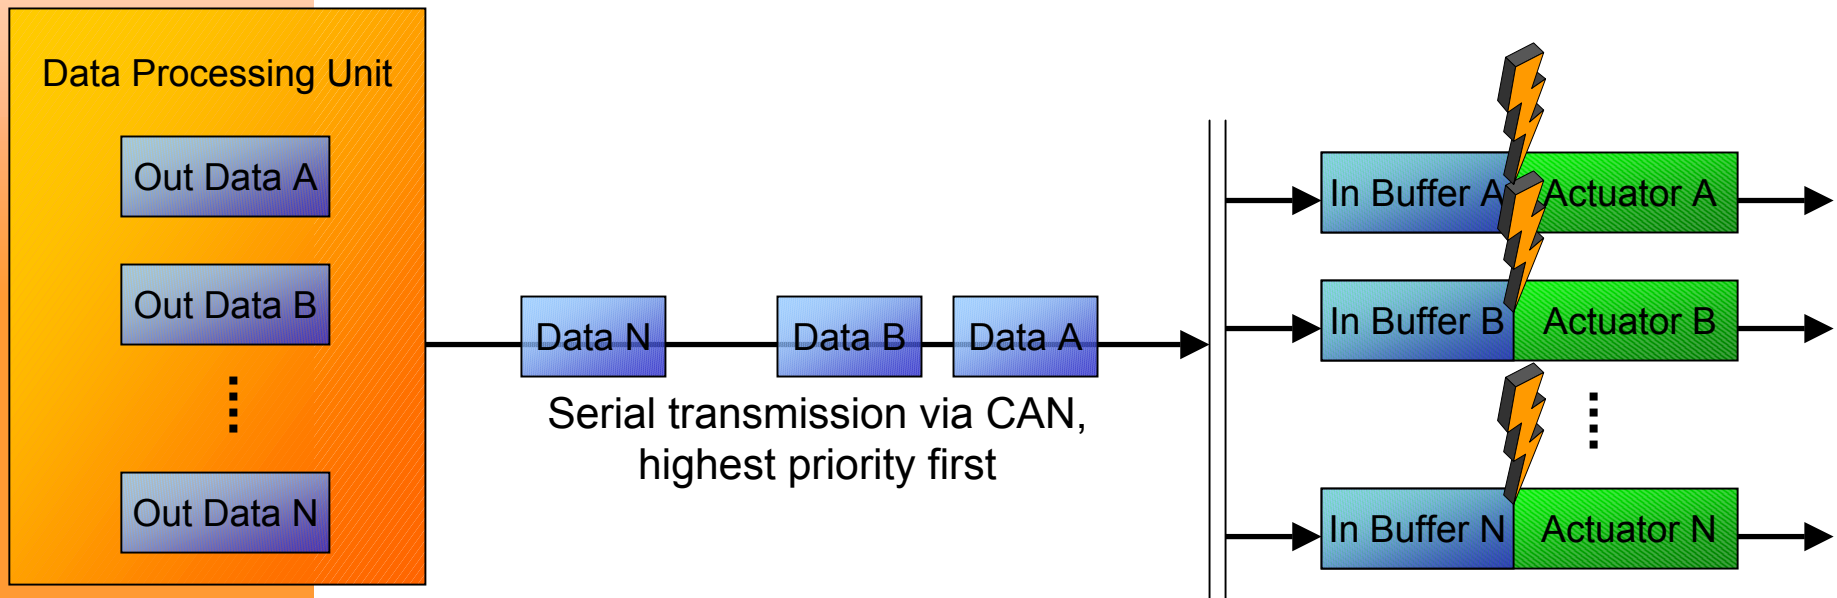 Data Processing Unit
Out Data A
Out Data B
Out Data N
Data N
Data B
Data A
Serial transmission via CAN,
highest priority first
In Buffer A
Actuator A
In Buffer B
Actuator B
In Buffer N
Actuator N